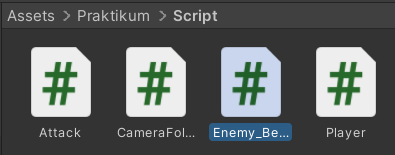 Assets > Praktikum > Script
Attack CameraFol... Enemy_Be... Player